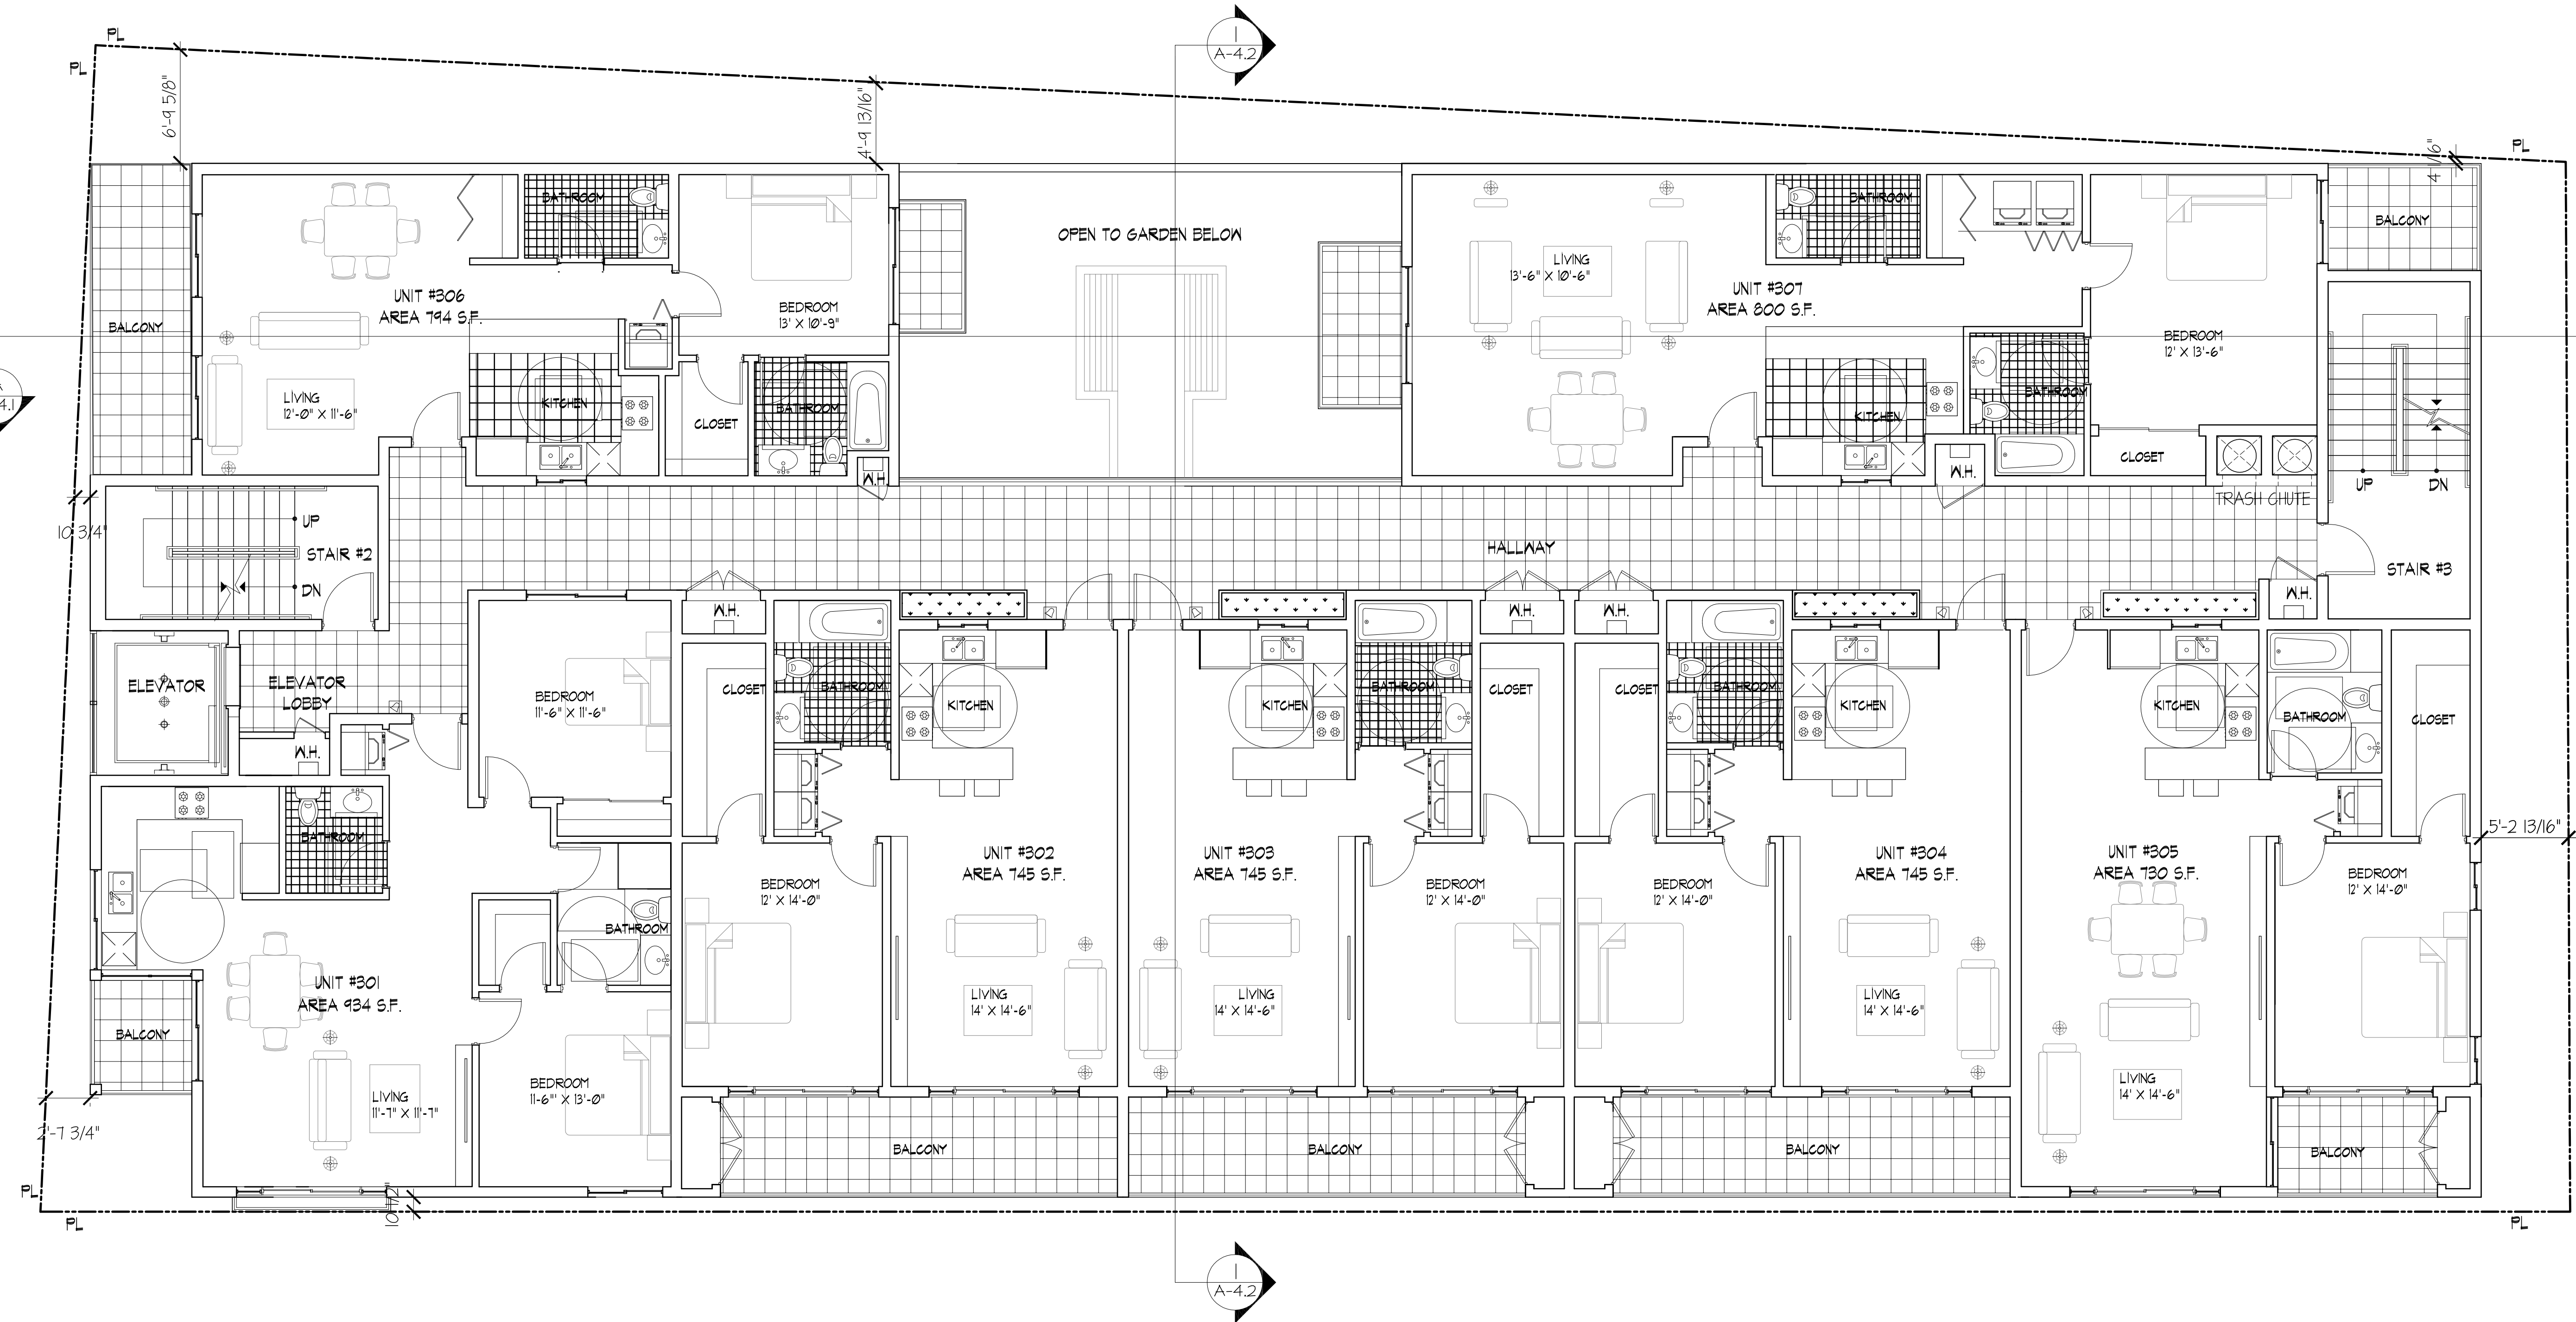 1
A-4.2
PL
PL
6'-9 5/8"
4'-9 13/16"
PL
BATHROOM
BATHROOM
OPEN TO GARDEN BELOW
BALCONY
LIVING
13'-6" X 10'-6"
UNIT #306
AREA 794 S.F.
BALCONY
BEDROOM
13' X 10'-9"
UNIT #307
AREA 800 S.F.
BEDROOM
12' X 13'-6"
4.1
LIVING
12'-0" X 11'-6"
KITCHEN
BATHROOM
CLOSET
BATHROOM
KITCHEN
CLOSET
W.H.
W.H.
TRASH CHUTE
UP
DN
10 3/4"
UP
STAIR #2
DN
HALLWAY
STAIR #3
W.H.
W.H.
W.H.
W.H.
ELEVATOR
ELEVATOR
LOBBY
BEDROOM
11'-6" X 11'-6"
CLOSET
BATHROOM
KITCHEN
KITCHEN
BATHROOM
CLOSET
CLOSET
BATHROOM
KITCHEN
KITCHEN
BATHROOM
CLOSET
W.H.
BATHROOM
5'-2 13/16"
UNIT #302
AREA 745 S.F.
UNIT #303
AREA 745 S.F.
UNIT #304
AREA 745 S.F.
UNIT #305
AREA 730 S.F.
BEDROOM
12' X 14'-0"
BEDROOM
12' X 14'-0"
BEDROOM
12' X 14'-0"
BEDROOM
12' X 14'-0"
BATHROOM
UNIT #301
AREA 934 S.F.
LIVING
14' X 14'-6"
LIVING
14' X 14'-6"
LIVING
14' X 14'-6"
BALCONY
LIVING
11'-7" X 11'-7"
BEDROOM
11-6"' X 13'-0"
LIVING
14' X 14'-6"
2'-7 3/4"
BALCONY
BALCONY
BALCONY
BALCONY
PL
10 1/2"
PL
PL
1
A-4.2